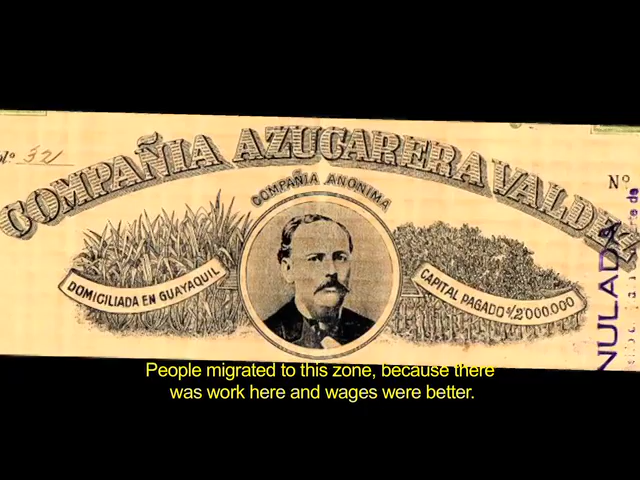 Nº 321
COMPAÑIA AZUCARERA VALDEZ
Nº
COMPAÑIA ANONIMA
DOMICILIADA EN GUAYAQUIL
CAPITAL PAGADO S/2'000.000
NULADA
People migrated to this zone, because there
was work here and wages were better.